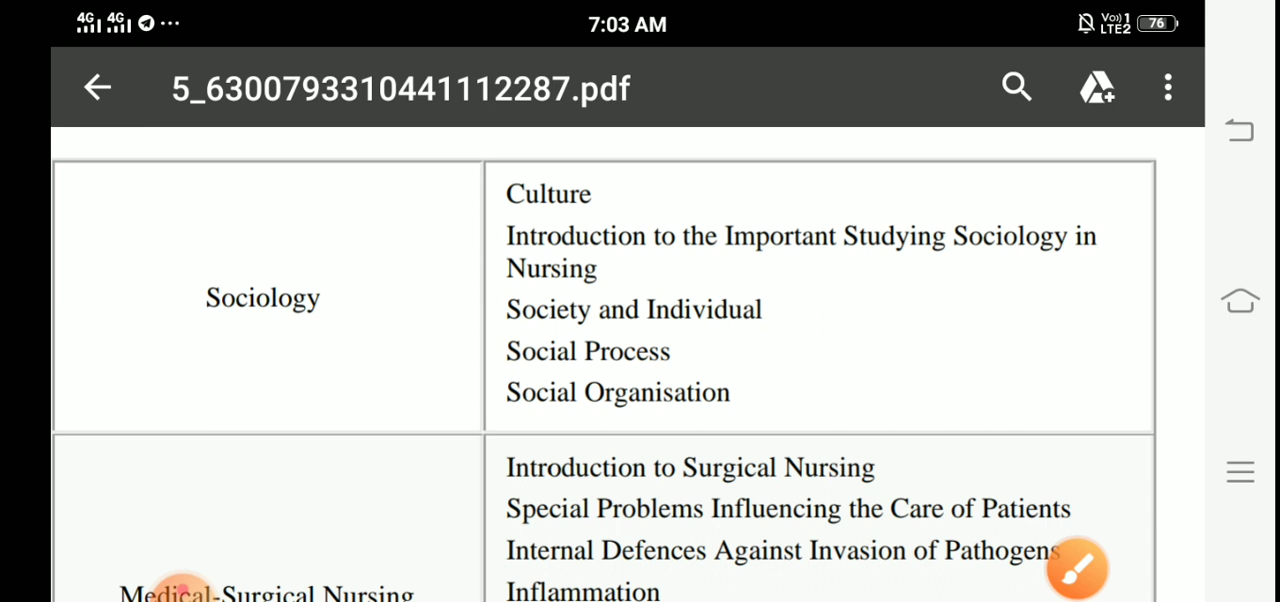 4G 4G ...
7:03 AM
Vo)) 1
LTE2
76
5_6300793310441112287.pdf
Culture
Introduction to the Important Studying Sociology in
Nursing
Sociology
Society and Individual
Social Process
Social Organisation
Introduction to Surgical Nursing
Special Problems Influencing the Care of Patients
Internal Defences Against Invasion of Pathogens
Inflammation
Medical-Surgical Nursing